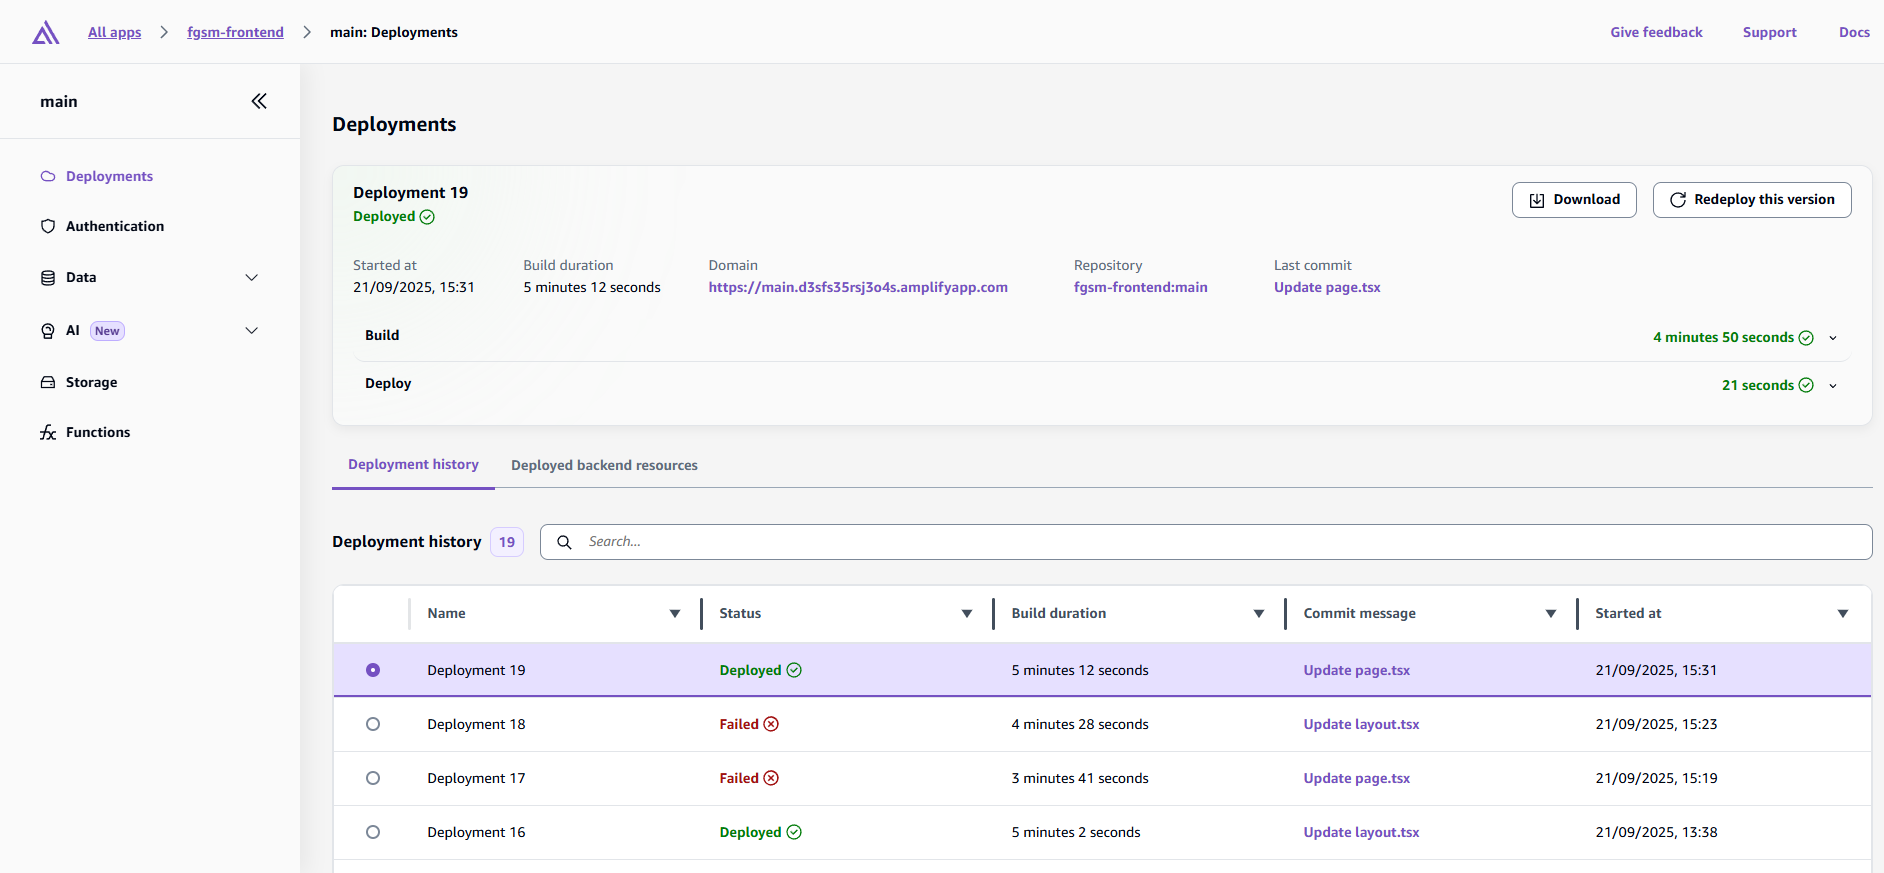 All apps > fgsm-frontend > main: Deployments
Give feedback Support Docs
main
Deployments
Authentication
Data
AI New
Storage
Functions
Deployments
Deployment 19
Deployed
Download Redeploy this version
Started at Build duration Domain Repository Last commit
21/09/2025, 15:31 5 minutes 12 seconds https://main.d3sfs35rsj3o4s.amplifyapp.com fgsm-frontend:main Update page.tsx
Build 4 minutes 50 seconds
Deploy 21 seconds
Deployment history Deployed backend resources
Deployment history 19 Search...
Name Status Build duration Commit message Started at
Deployment 19 Deployed 5 minutes 12 seconds Update page.tsx 21/09/2025, 15:31
Deployment 18 Failed 4 minutes 28 seconds Update layout.tsx 21/09/2025, 15:23
Deployment 17 Failed 3 minutes 41 seconds Update page.tsx 21/09/2025, 15:19
Deployment 16 Deployed 5 minutes 2 seconds Update layout.tsx 21/09/2025, 13:38